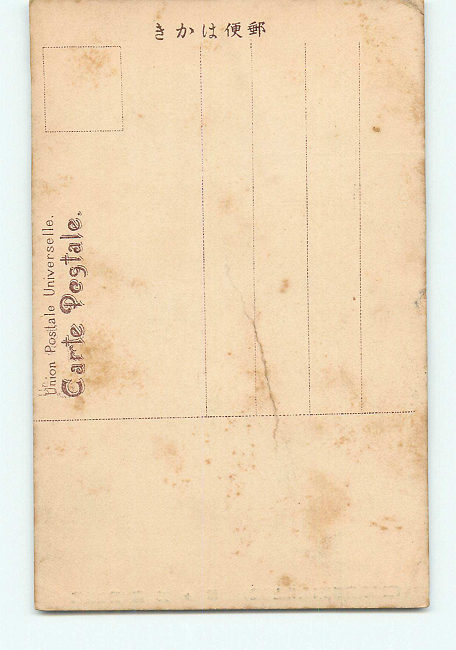 きかは便郵
Union Postale Universelle.
Carte Postale.